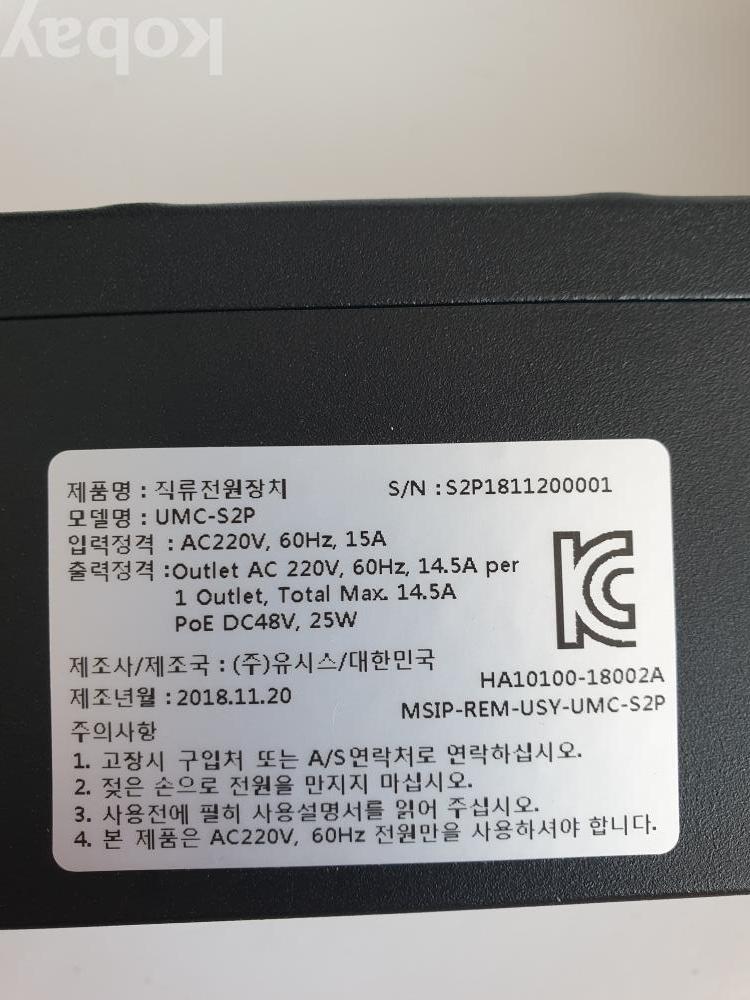 kobay
제품명 : 직류전원장치 S/N : S2P1811200001
모델명 : UMC-S2P
입력정격 : AC220V, 60Hz, 15A
출력정격 :Outlet AC 220V, 60Hz, 14.5A per
1 Outlet, Total Max. 14.5A
PoE DC48V, 25W
제조사/제조국 : (주)유시스/대한민국
제조년월 : 2018.11.20
HA10100-18002A
MSIP-REM-USY-UMC-S2P
주의사항
1. 고장시 구입처 또는 A/S연락처로 연락하십시오.
2. 젖은 손으로 전원을 만지지 마십시오.
3. 사용전에 필히 사용설명서를 읽어 주십시오.
4. 본 제품은 AC220V, 60Hz 전원만을 사용하셔야 합니다.